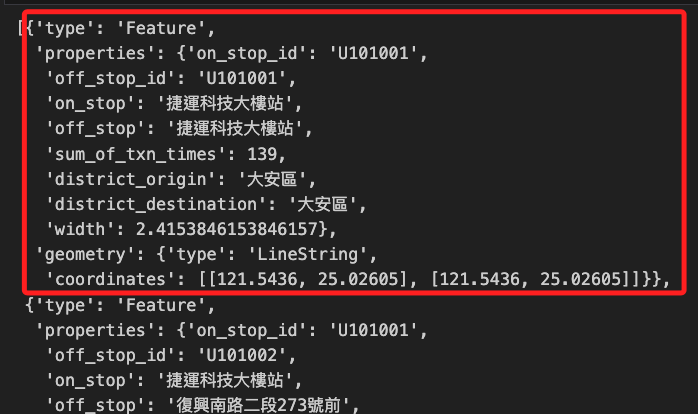 [{'type': 'Feature',
'properties': {'on_stop_id': 'U101001',
'off_stop_id': 'U101001',
'on_stop': '捷運科技大樓站',
'off_stop': '捷運科技大樓站',
'sum_of_txn_times': 139,
'district_origin': '大安區',
'district_destination': '大安區',
'width': 2.4153846153846157},
'geometry': {'type': 'LineString',
'coordinates': [[121.5436, 25.02605], [121.5436, 25.02605]]}},
{'type': 'Feature',
'properties': {'on_stop_id': 'U101001',
'off_stop_id': 'U101002',
'on_stop': '捷運科技大樓站',
'off_stop': '復興南路二段273號前',